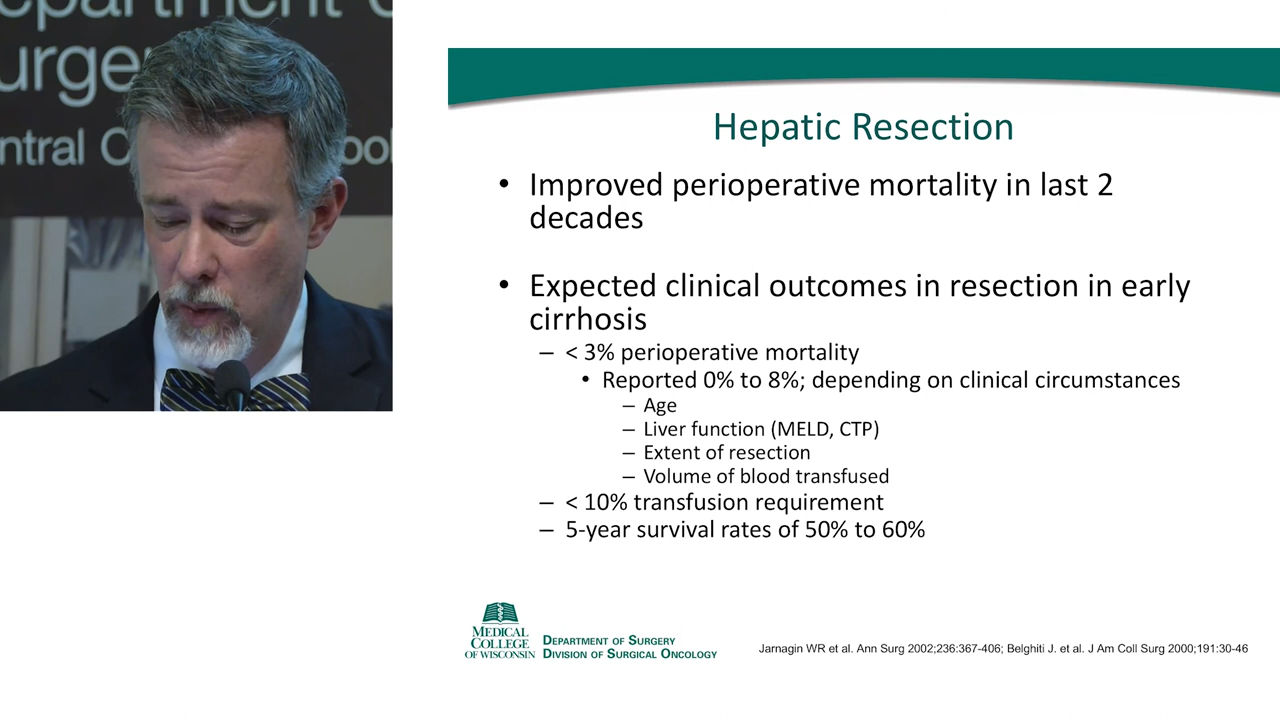 epartment
urge
ntral C
ool
Hepatic Resection
• Improved perioperative mortality in last 2
decades
• Expected clinical outcomes in resection in early
cirrhosis
– < 3% perioperative mortality
• Reported 0% to 8%; depending on clinical circumstances
– Age
– Liver function (MELD, CTP)
– Extent of resection
– Volume of blood transfused
– < 10% transfusion requirement
– 5-year survival rates of 50% to 60%
MEDICAL
COLLEGE
OF WISCONSIN
DEPARTMENT OF SURGERY
DIVISION OF SURGICAL ONCOLOGY
Jarnagin WR et al. Ann Surg 2002;236:367-406; Belghiti J. et al. J Am Coll Surg 2000;191:30-46